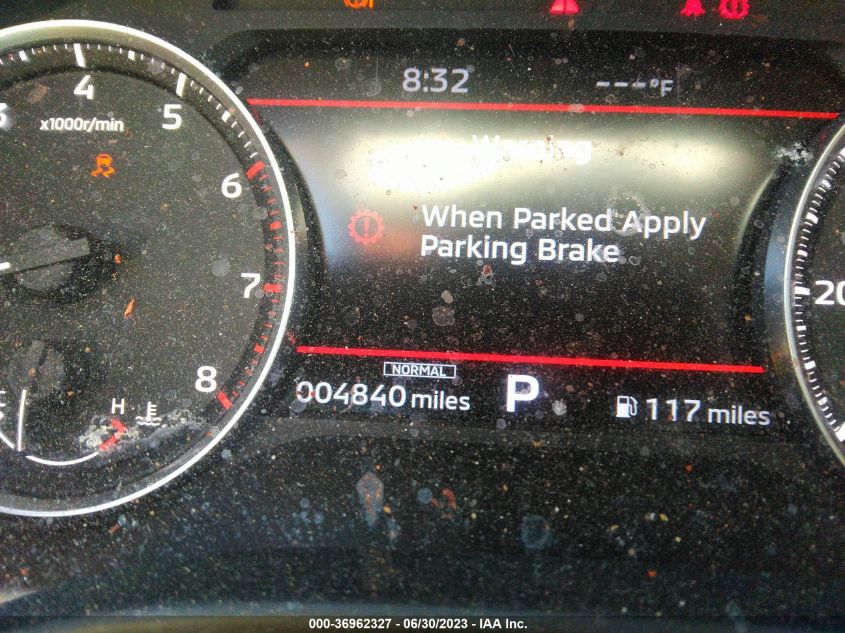 8:32 ---°F
4
5
x1000r/min
Warning
6
When Parked Apply
Parking Brake
7
20
8
NORMAL
004840 miles P 117 miles
H
C
000-36962327 - 06/30/2023 - IAA Inc.